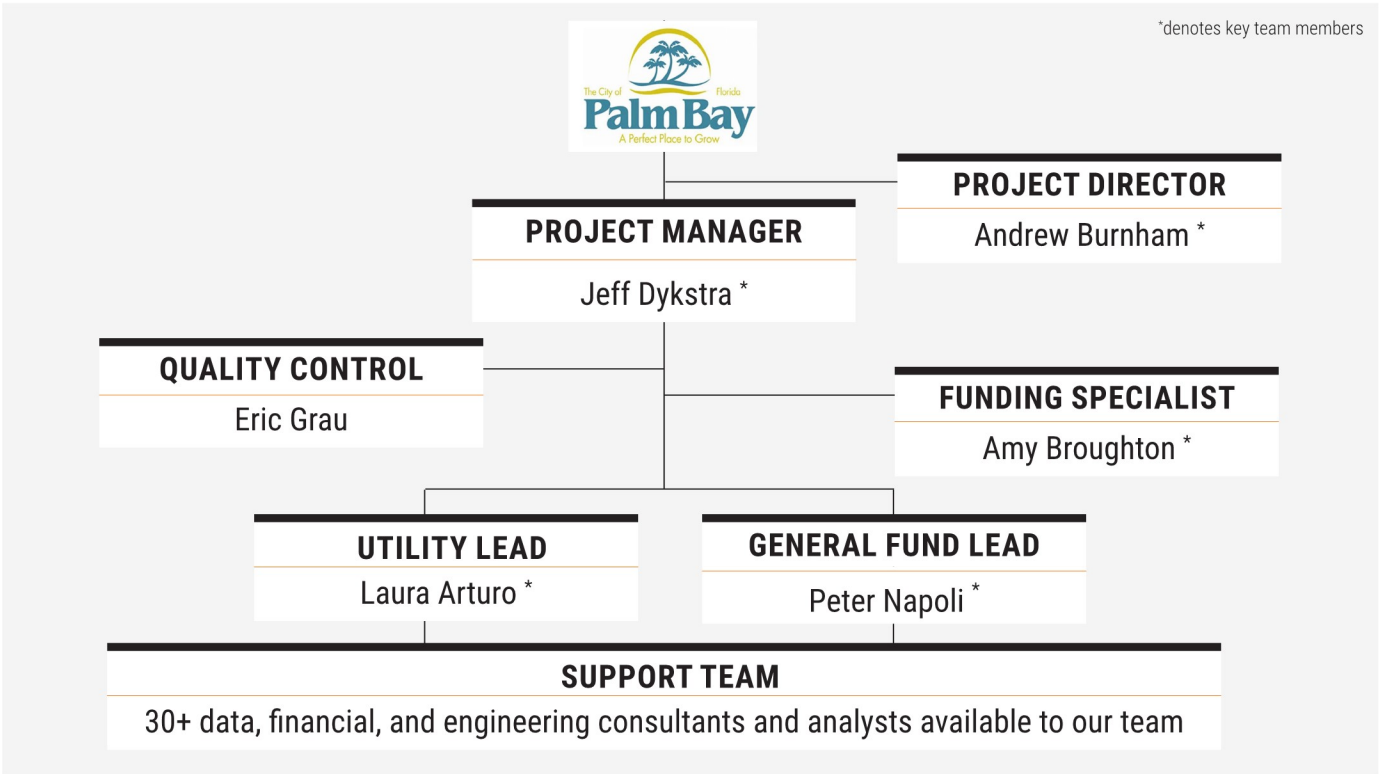 *denotes key team members
The City of Florida
Palm Bay
A Perfect Place to Grow
PROJECT DIRECTOR
Andrew Burnham *
PROJECT MANAGER
Jeff Dykstra *
QUALITY CONTROL
Eric Grau
FUNDING SPECIALIST
Amy Broughton *
UTILITY LEAD
Laura Arturo *
GENERAL FUND LEAD
Peter Napoli *
SUPPORT TEAM
30+ data, financial, and engineering consultants and analysts available to our team